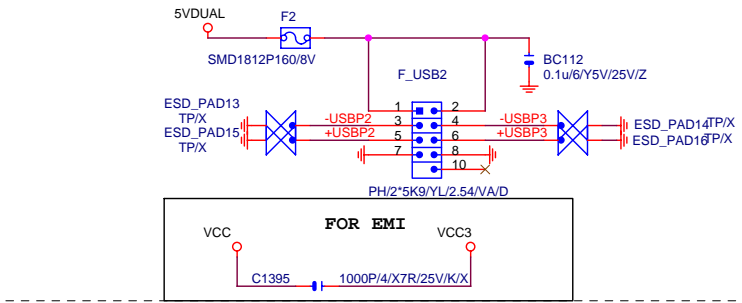 5VDUAL
F2
SMD1812P160/8V
BC112
0.1u/6/Y5V/25V/Z
F_USB2
1 2
ESD_PAD13
TP/X
-USBP2 3 4 -USBP3
ESD_PAD14 TP/X
ESD_PAD15
TP/X
+USBP2 5 6 +USBP3
ESD_PAD16 TP/X
7 8
10
PH/2*5K9/YL/2.54/VA/D
FOR EMI
VCC VCC3
C1395 1000P/4/X7R/25V/K/X